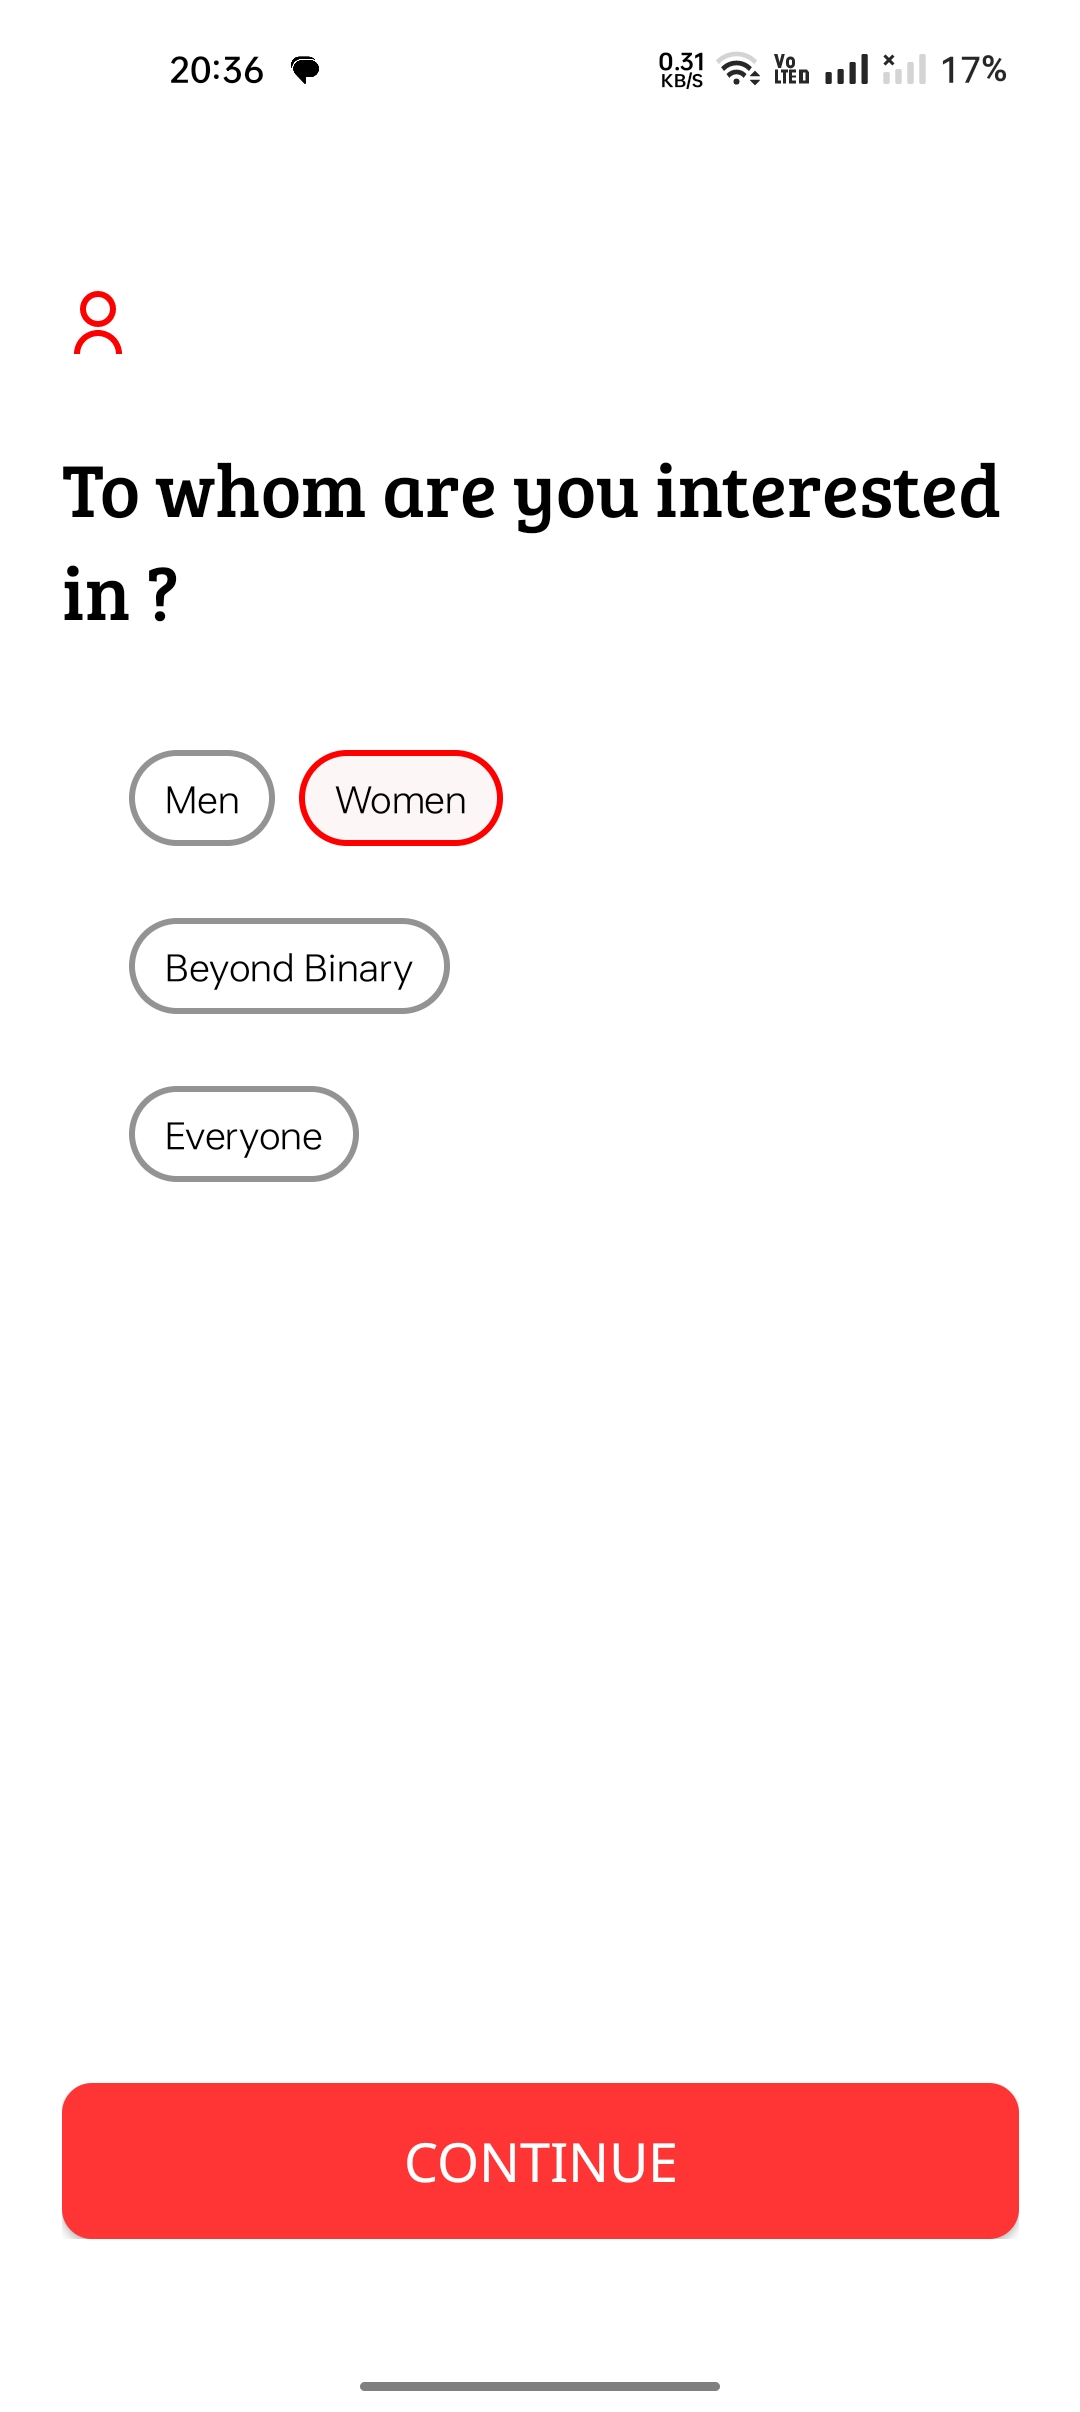 20:36
0.31
KB/S
Vo
LTED
17%
To whom are you interested
in ?
Men
Women
Beyond Binary
Everyone
CONTINUE